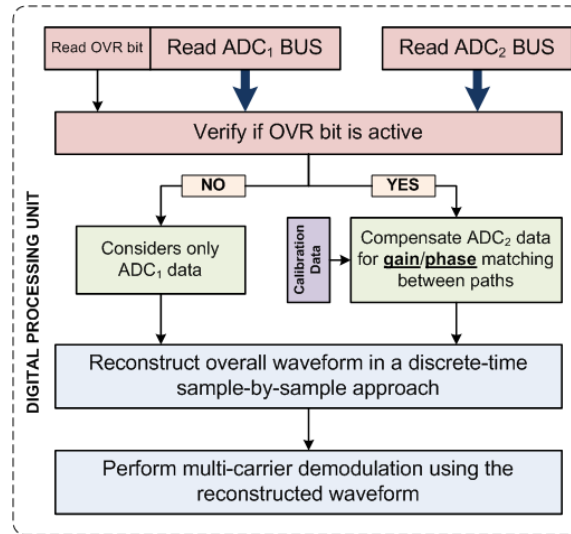 Read OVR bit
Read ADC₁ BUS
Read ADC₂ BUS
Verify if OVR bit is active
NO
YES
Considers only
ADC₁ data
Calibration
Data
Compensate ADC₂ data
for gain/phase matching
between paths
Reconstruct overall waveform in a discrete-time
sample-by-sample approach
Perform multi-carrier demodulation using the
reconstructed waveform
DIGITAL PROCESSING UNIT